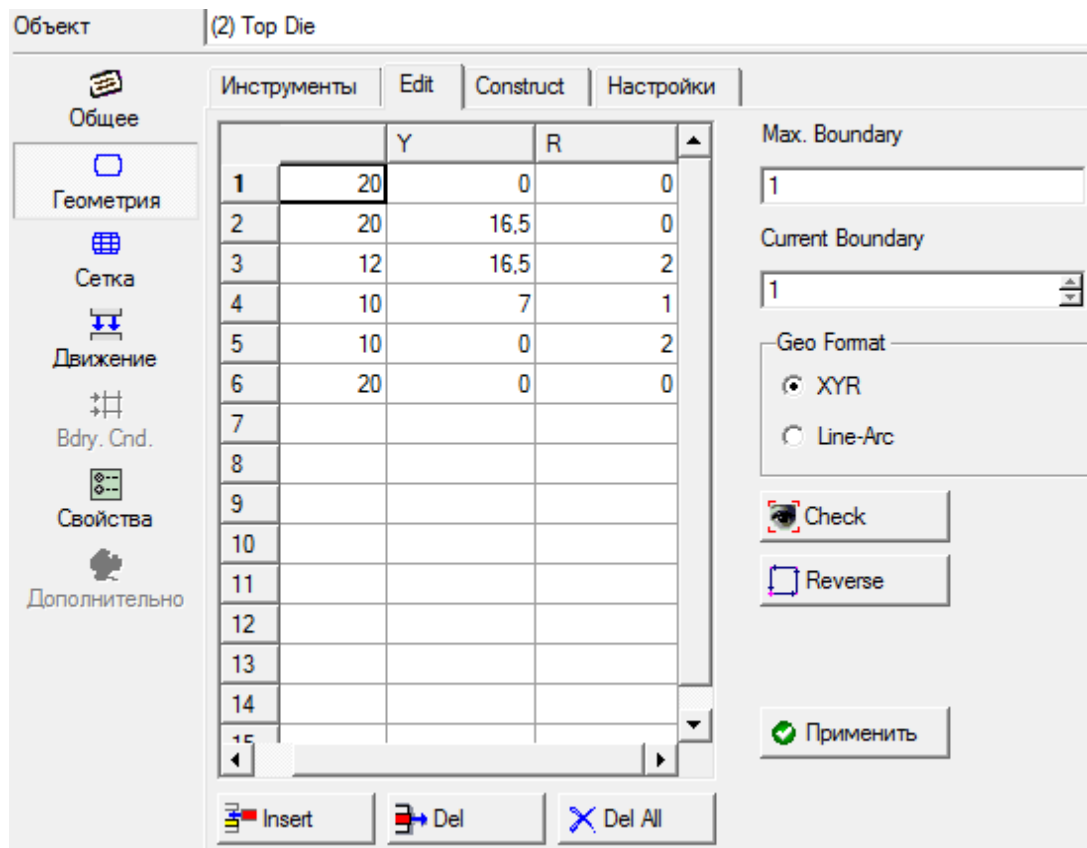 Объект (2) Top Die
Общее
Геометрия
Сетка
Движение
Bdry. Cnd.
Свойства
Дополнительно
Инструменты Edit Construct Настройки
Y R
1 20 0 0
2 20 16,5 0
3 12 16,5 2
4 10 7 1
5 10 0 2
6 20 0 0
7
8
9
10
11
12
13
14
15
Insert Del Del All
Max. Boundary
1
Current Boundary
1
Geo Format
XYR
Line-Arc
Check
Reverse
Применить